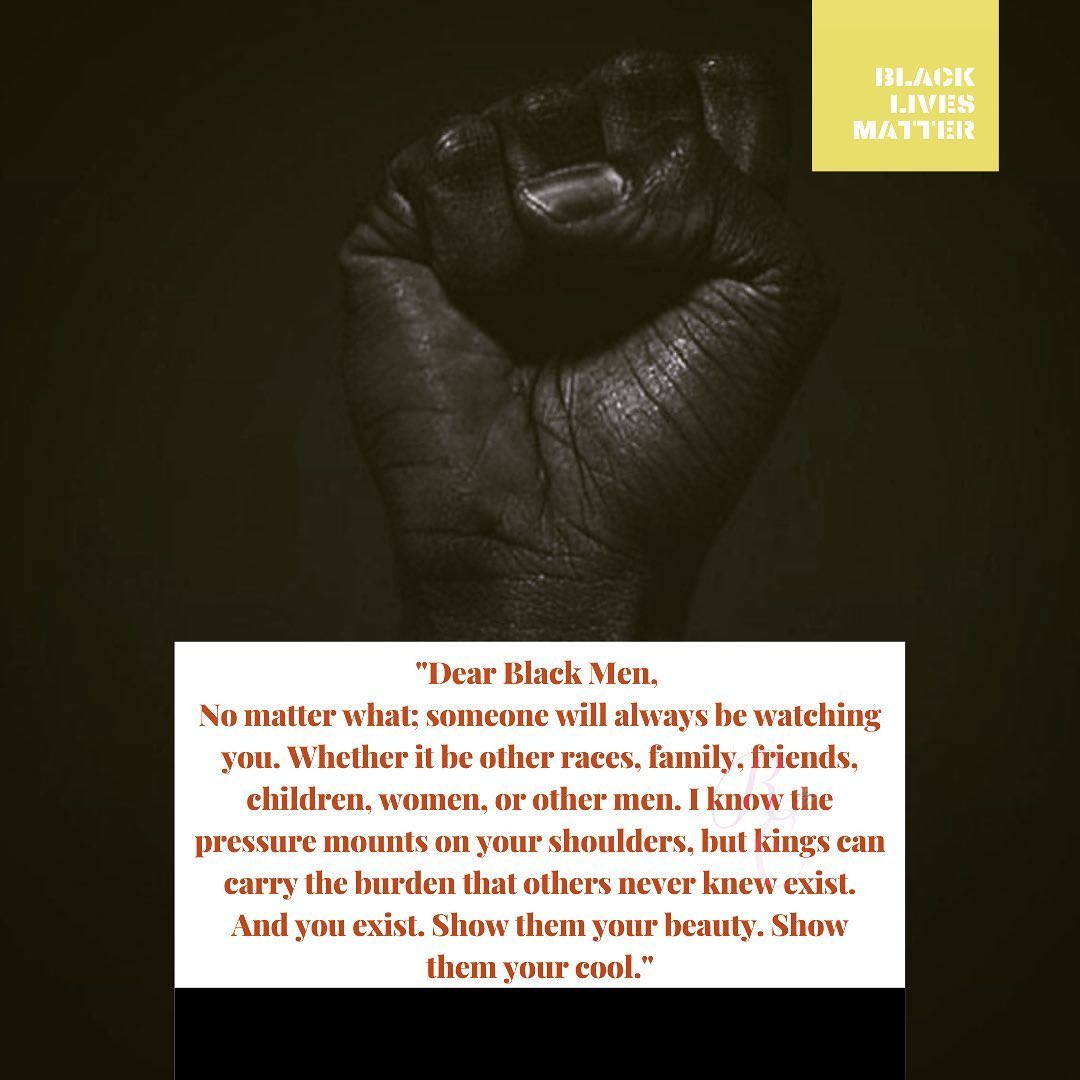 BLACK
LIVES
MATTER
"Dear Black Men,
No matter what; someone will always be watching
you. Whether it be other races, family, friends,
children, women, or other men. I know the
pressure mounts on your shoulders, but kings can
carry the burden that others never knew exist.
And you exist. Show them your beauty. Show
them your cool."